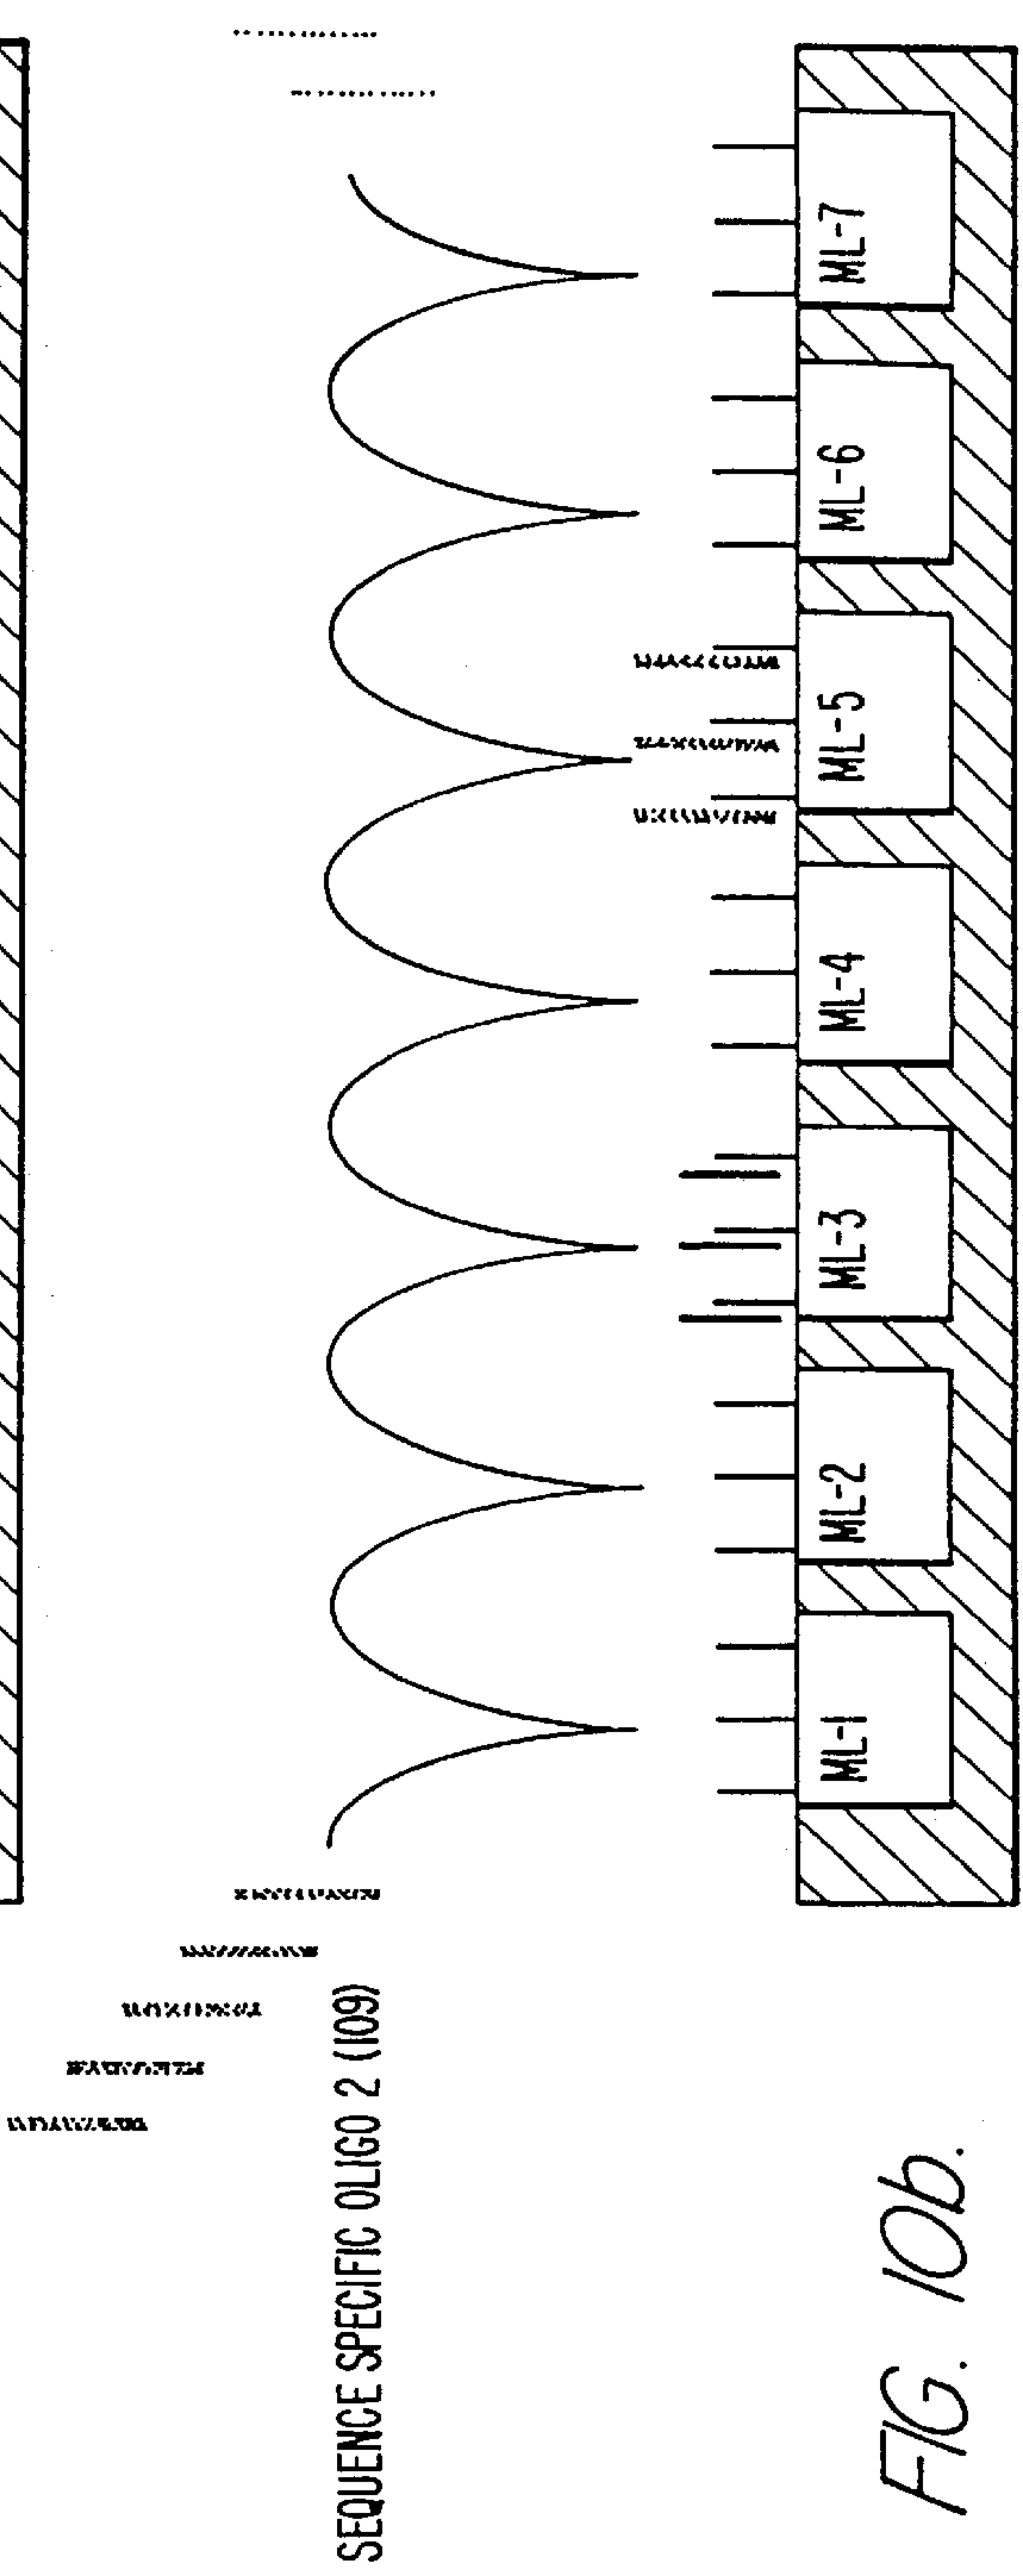 SEQUENCE SPECIFIC OLIGO 2 (109)
ML-1
ML-2
ML-3
ML-4
ML-5
ML-6
ML-7
FIG. 10b.